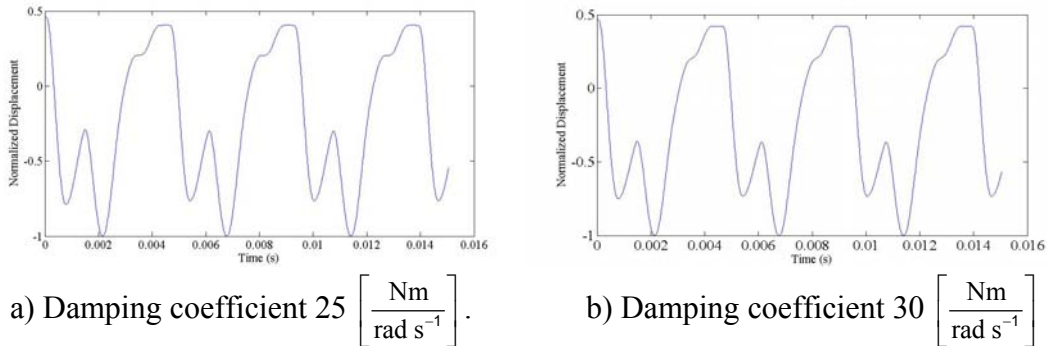 0.5
0
-0.5
-1
Normalized Displacement
0 0.002 0.004 0.006 0.008 0.01 0.012 0.014 0.016
Time (s)
0.5
0
-0.5
-1
Normalized Displacement
0 0.002 0.004 0.006 0.008 0.01 0.012 0.014 0.016
Time (s)
a) Damping coefficient 25 [Nm / rad s⁻¹].
b) Damping coefficient 30 [Nm / rad s⁻¹]